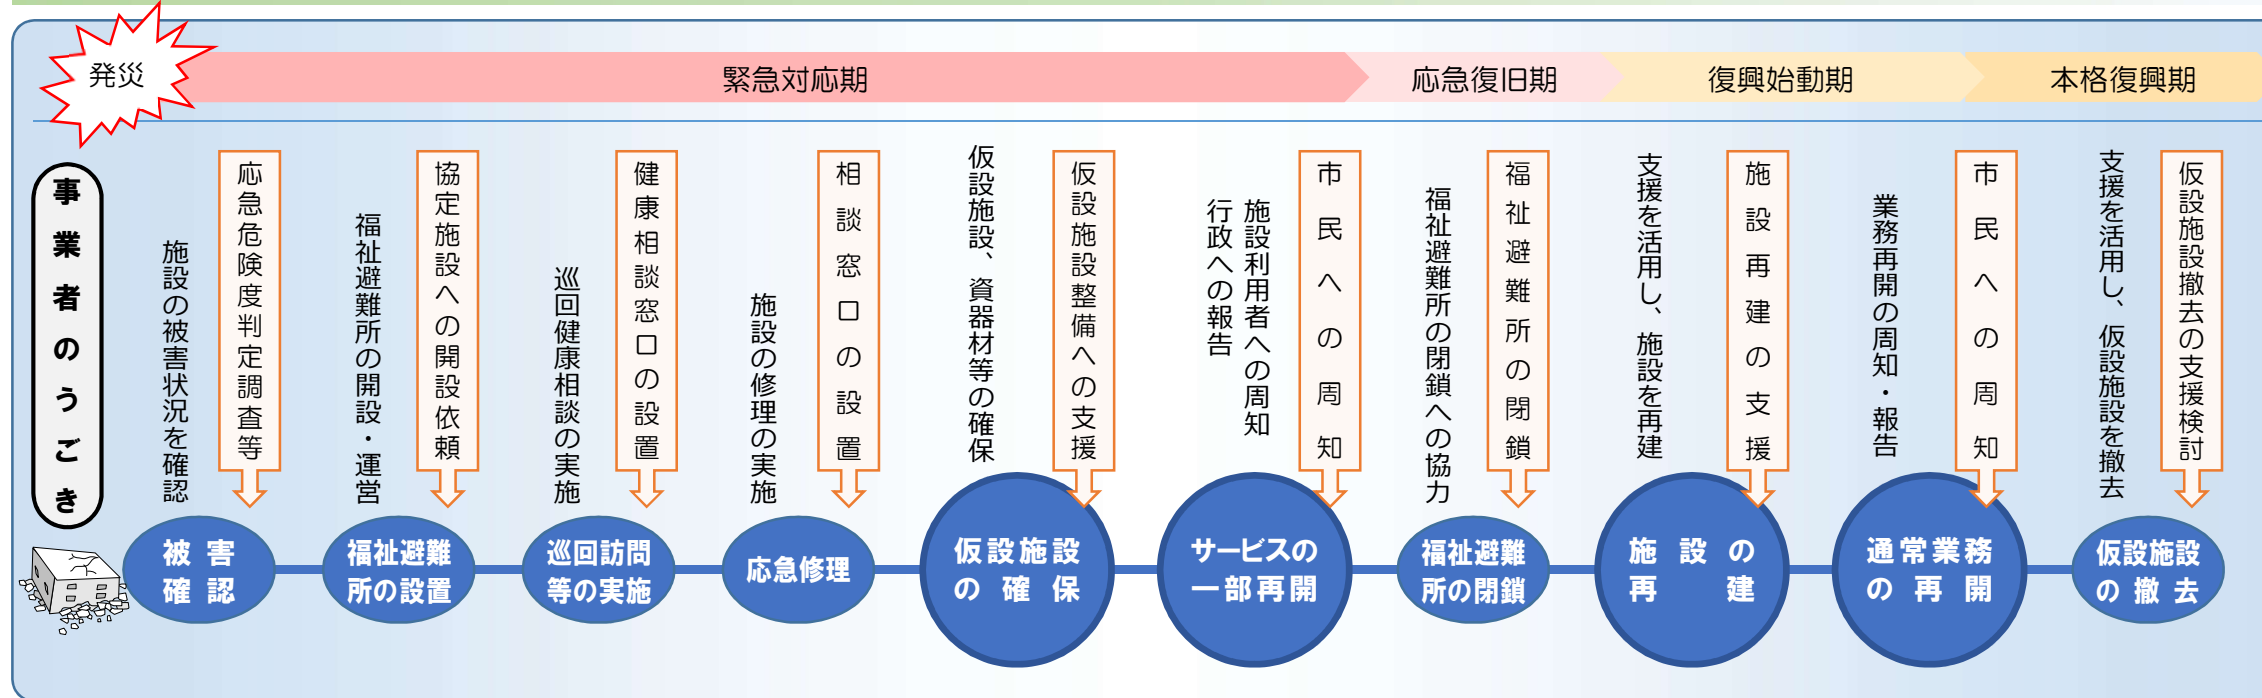 発災
緊急対応期
応急復旧期
復興始動期
本格復興期
事業者のうごき
施設の被害状況を確認
応急危険度判定調査等
福祉避難所の開設・運営
協定施設への開設依頼
巡回健康相談の実施
健康相談窓口の設置
施設の修理の実施
相談窓口の設置
仮設施設、資器材等の確保
仮設施設整備への支援
施設利用者への周知
行政への報告
市民への周知
福祉避難所の閉鎖への協力
福祉避難所の閉鎖
支援を活用し、施設を再建
施設再建の支援
業務再開の周知・報告
市民への周知
支援を活用し、仮設施設を撤去
仮設施設撤去の支援検討
被害
確認
福祉避難
所の設置
巡回訪問
等の実施
応急修理
仮設施設
の確保
サービスの
一部再開
福祉避難
所の閉鎖
施設の
再建
通常業務
の再開
仮設施設
の撤去